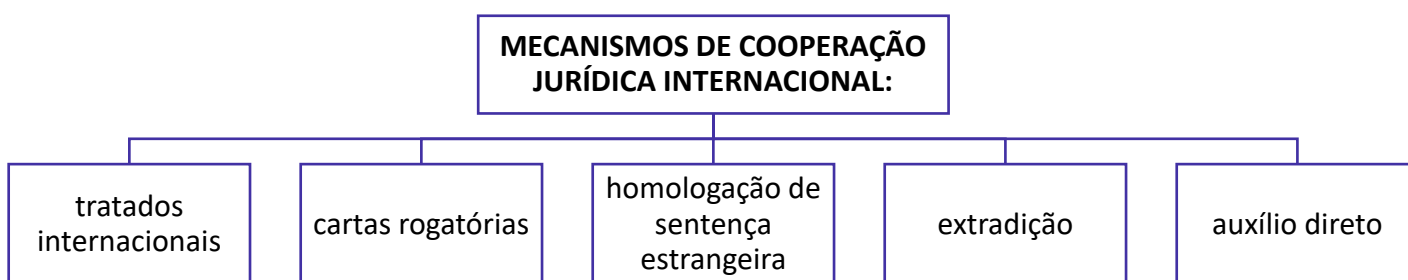 MECANISMOS DE COOPERAÇÃO
JURÍDICA INTERNACIONAL:
tratados
internacionais
cartas rogatórias
homologação de
sentença
estrangeira
extradição
auxílio direto